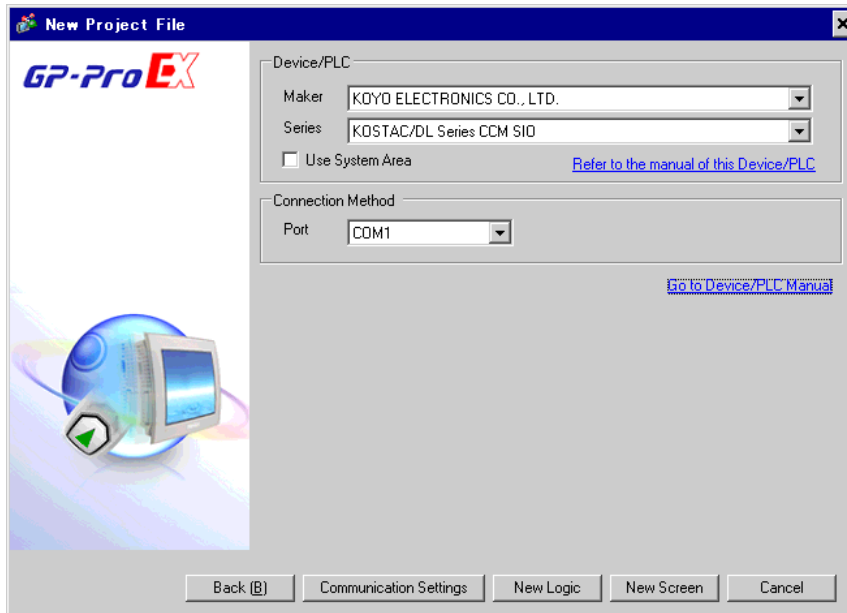 New Project File
GP-Pro EX
Device/PLC
Maker KOYO ELECTRONICS CO., LTD.
Series KOSTAC/DL Series CCM SIO
Use System Area Refer to the manual of this Device/PLC
Connection Method
Port COM1
Go to Device/PLC Manual
Back (B) Communication Settings New Logic New Screen Cancel